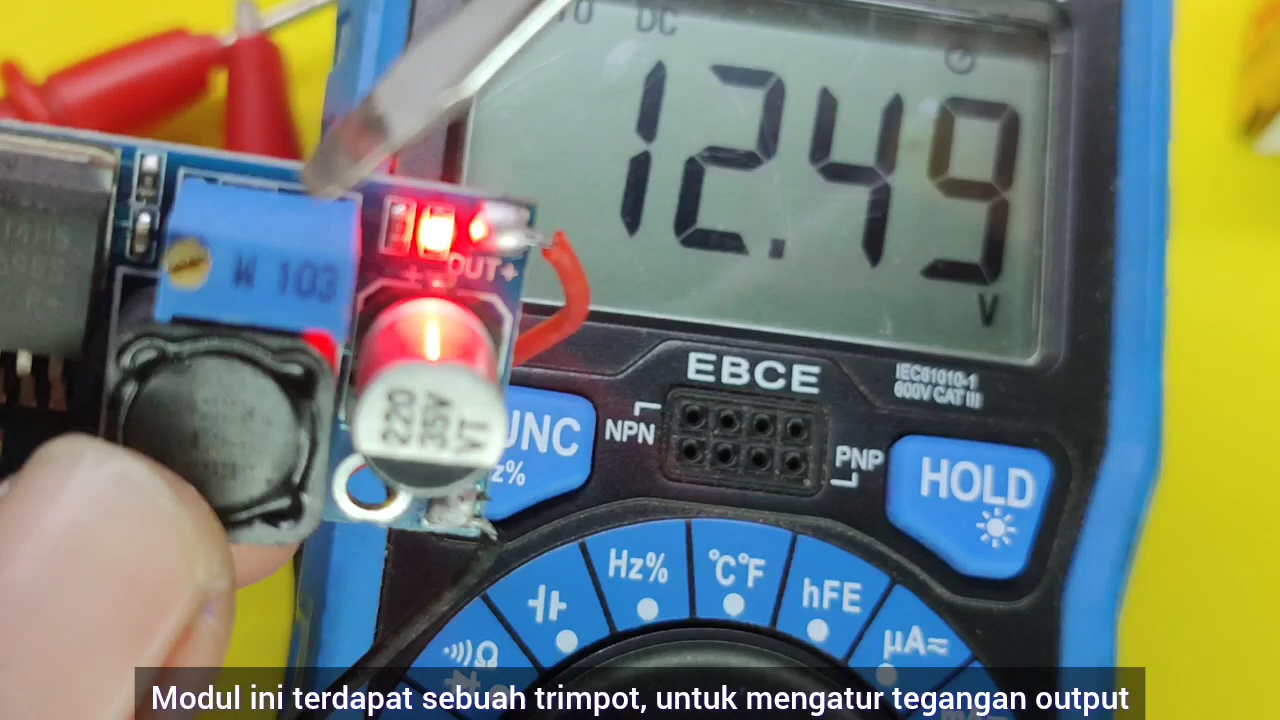 DC
12.49
V
W 103
OUT+
220
35V
VT
EBCE
IEC61010-1
600V CAT III
NPN
PNP
HOLD
Hz%
°C°F
hFE
µA≂
Modul ini terdapat sebuah trimpot, untuk mengatur tegangan output